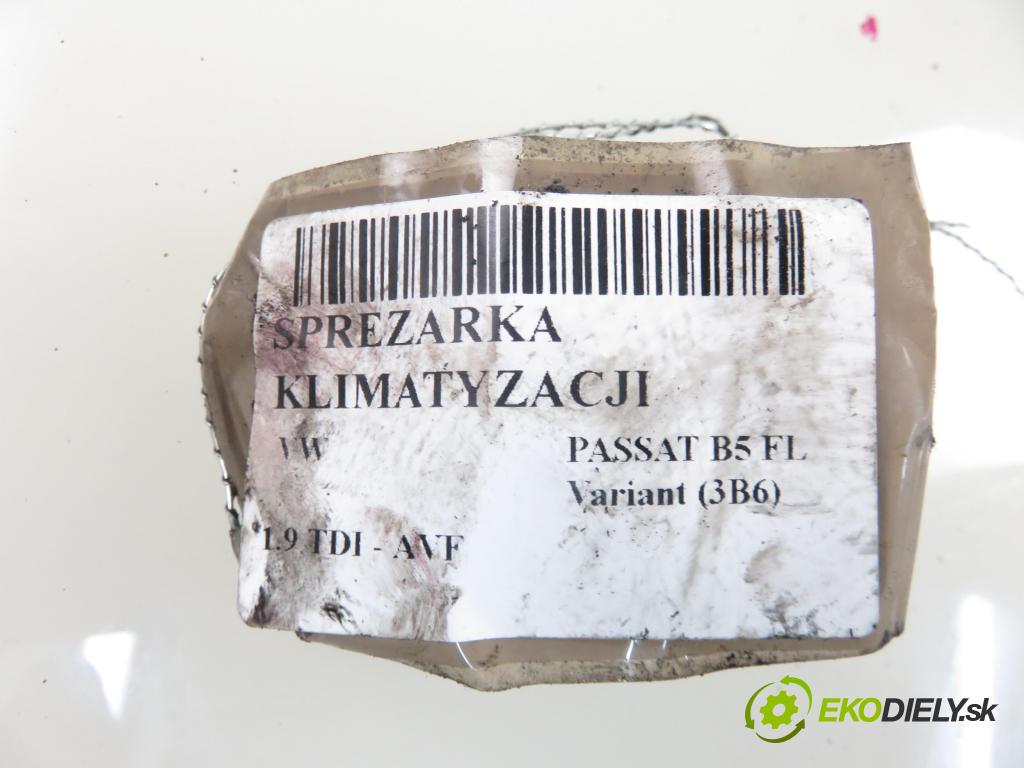 SPREZARKA
KLIMATYZACJI
VW PASSAT B5 FL
Variant (3B6)
1.9 TDI - AVF
EKODIELY.sk